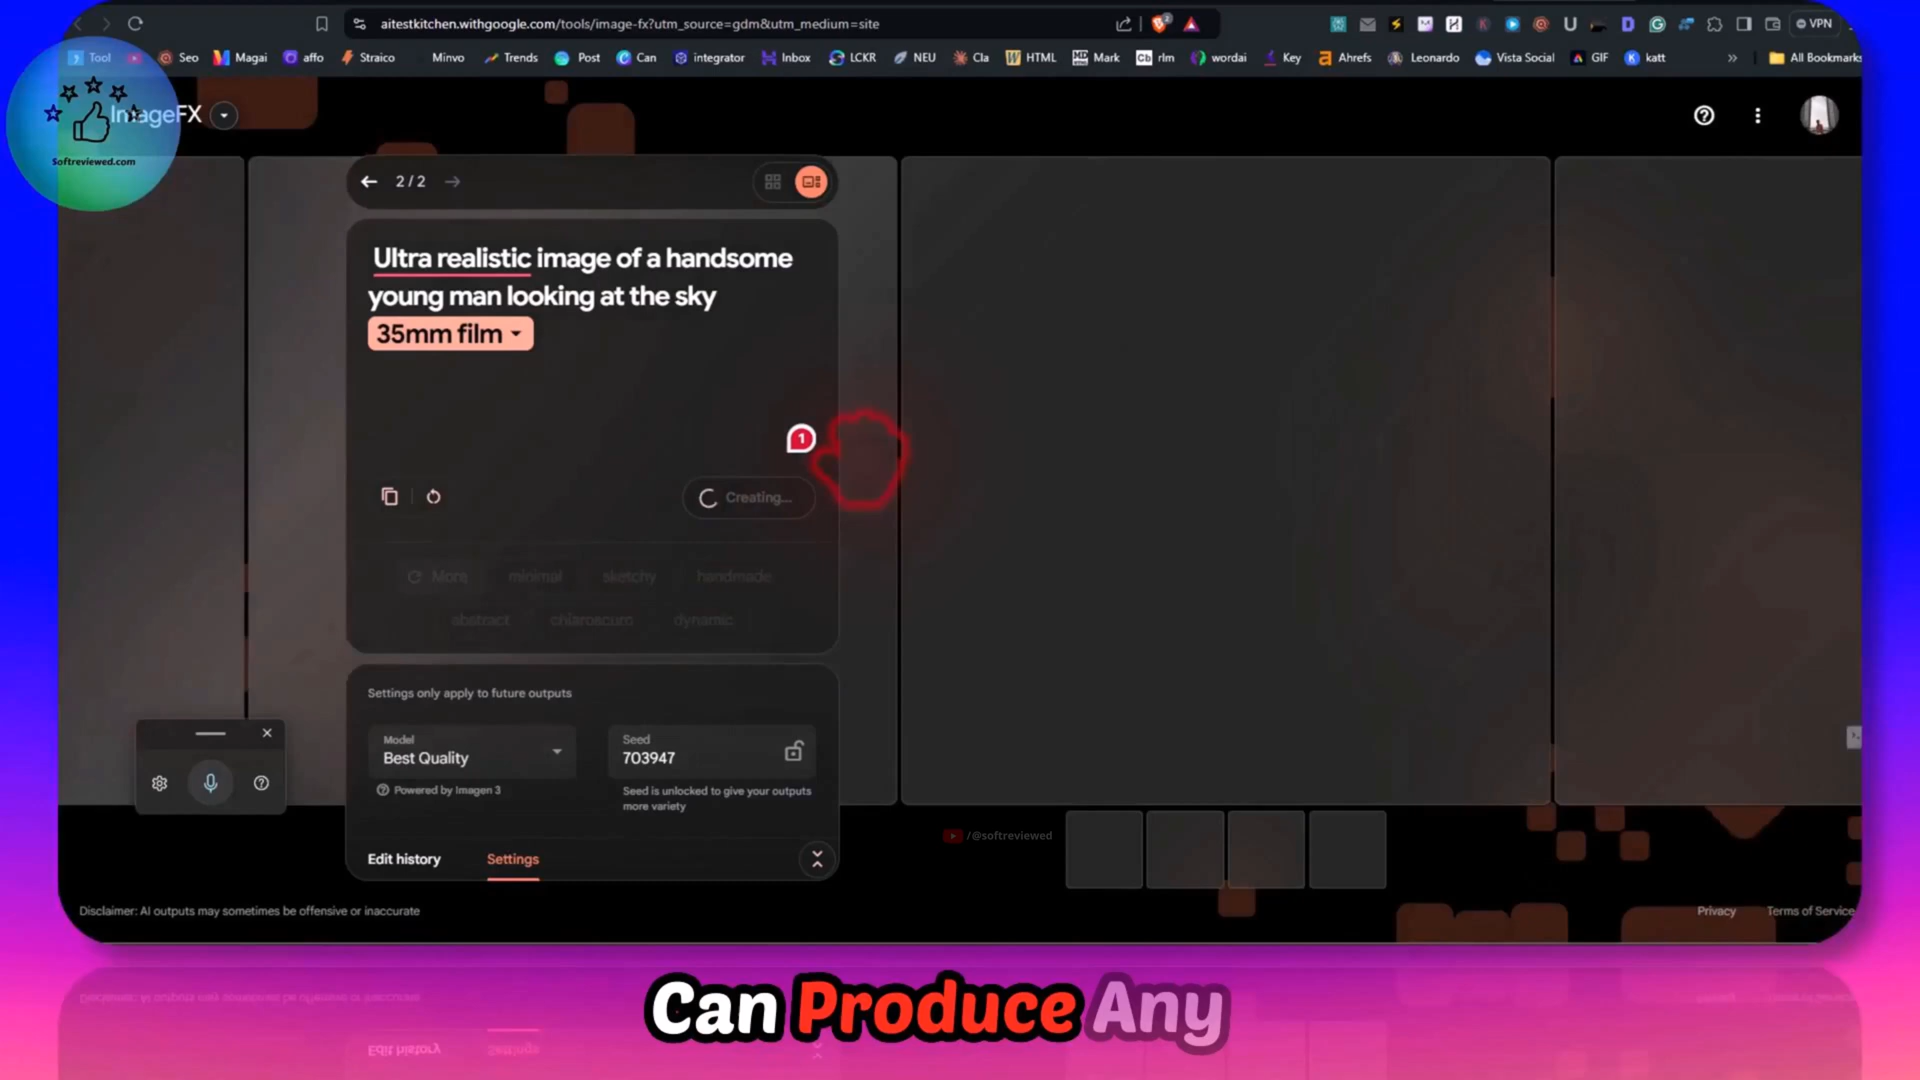 aitestkitchen.withgoogle.com/tools/image-fx?utm_source=gdm&utm_medium=site
VPN
Tool Seo Magai affo Straico Minvo Trends Post Can integrator Inbox LCKR NEU Cla HTML Mark rlm wordai Key Ahrefs Leonardo Vista Social GIF katt » All Bookmarks
ImageFX
Softreviewed.com
2 / 2
Ultra realistic image of a handsome
young man looking at the sky
35mm film
1
Creating...
More minimal sketchy handmade
abstract chiaroscuro dynamic
Settings only apply to future outputs
Model
Best Quality
Powered by Imagen 3
Seed
703947
Seed is unlocked to give your outputs
more variety
/@softreviewed
Edit history Settings
Disclaimer: AI outputs may sometimes be offensive or inaccurate
Privacy Terms of Service
Can Produce Any